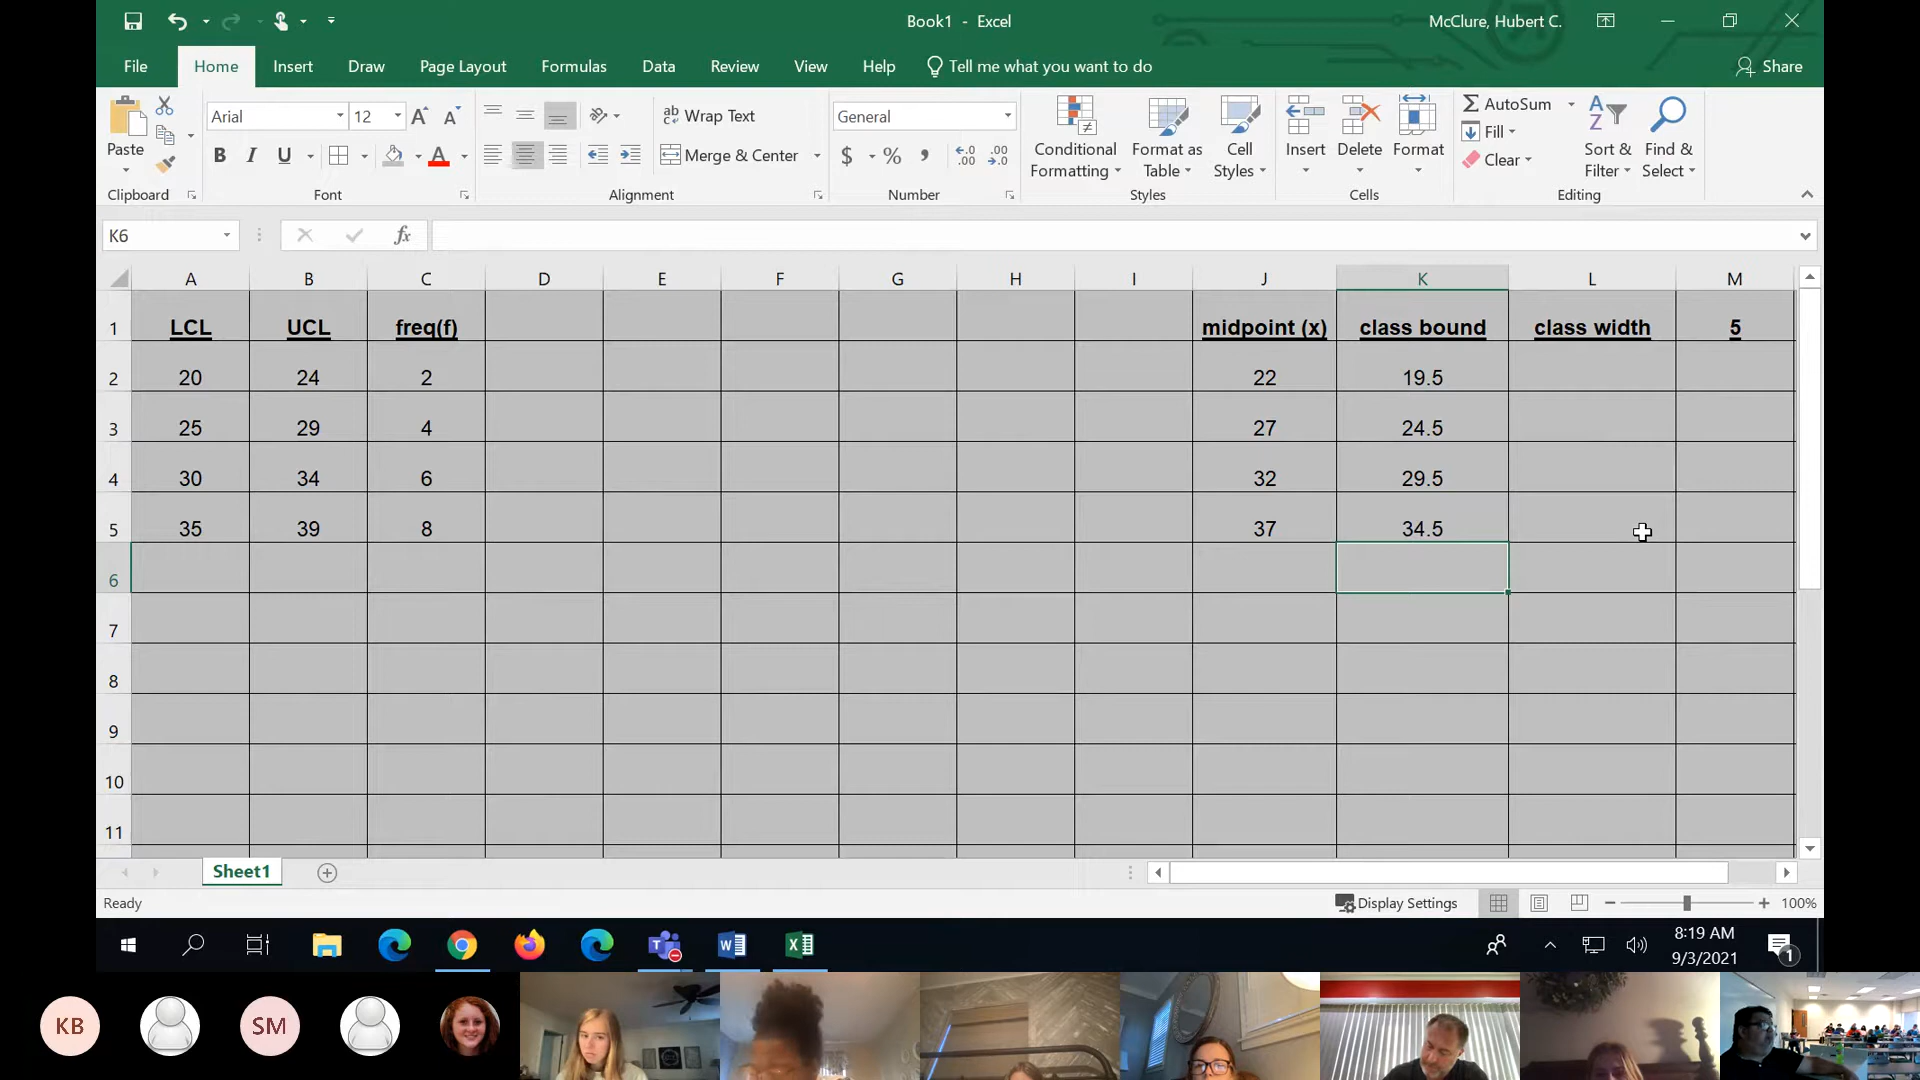 Book1 - Excel
McClure, Hubert C.
File Home Insert Draw Page Layout Formulas Data Review View Help Tell me what you want to do Share
Paste
Clipboard
Arial 12
B I U
Font
Wrap Text
Merge & Center
Alignment
General
$ % ,
Number
Conditional Formatting
Format as Table
Cell Styles
Styles
Insert Delete Format
Cells
AutoSum
Fill
Clear
Sort & Filter
Find & Select
Editing
K6
fx
A B C D E F G H I J K L M
1 LCL UCL freq(f) midpoint (x) class bound class width 5
2 20 24 2 22 19.5
3 25 29 4 27 24.5
4 30 34 6 32 29.5
5 35 39 8 37 34.5
6
7
8
9
10
11
Sheet1
Ready
Display Settings
100%
8:19 AM
9/3/2021
1
KB
SM